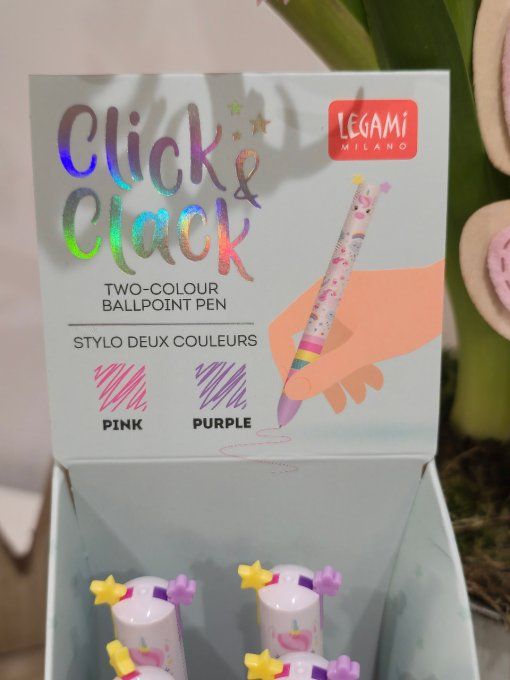 Click
&
Clack
LEGAMI
MILANO
TWO-COLOUR
BALLPOINT PEN
STYLO DEUX COULEURS
PINK
PURPLE